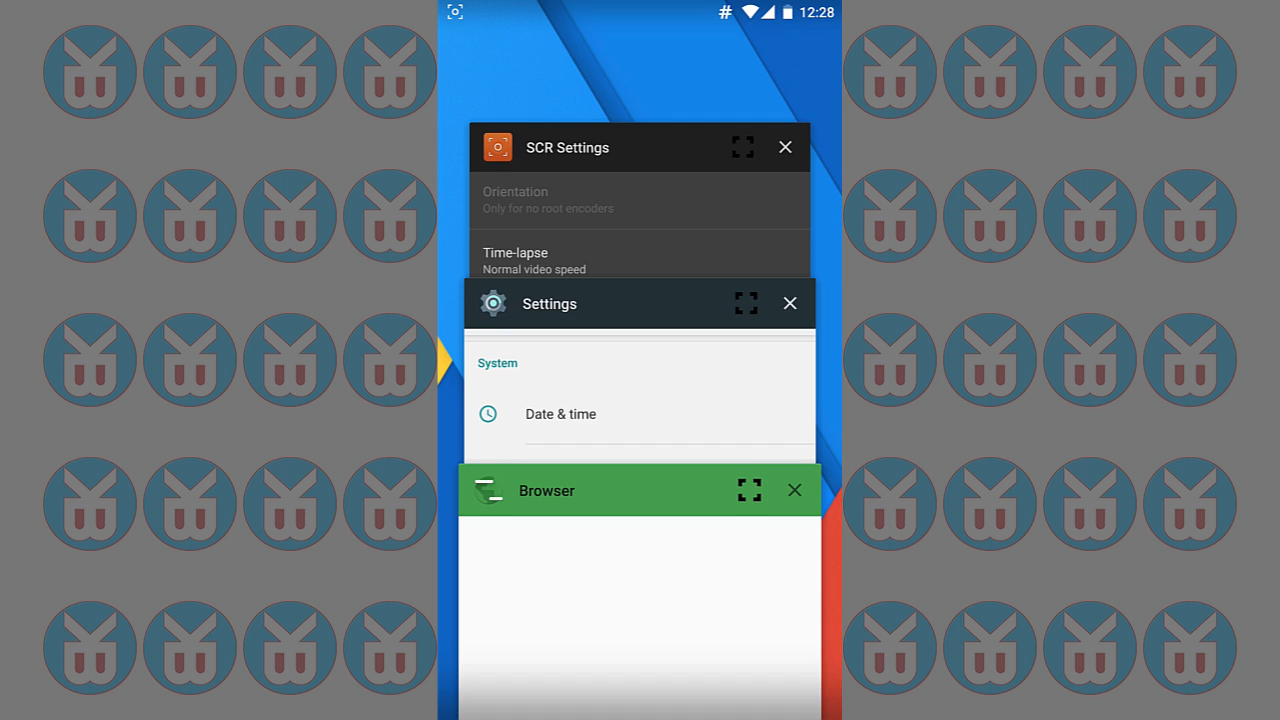 # 12:28
SCR Settings
Orientation
Only for no root encoders
Time-lapse
Normal video speed
Settings
System
Date & time
Browser